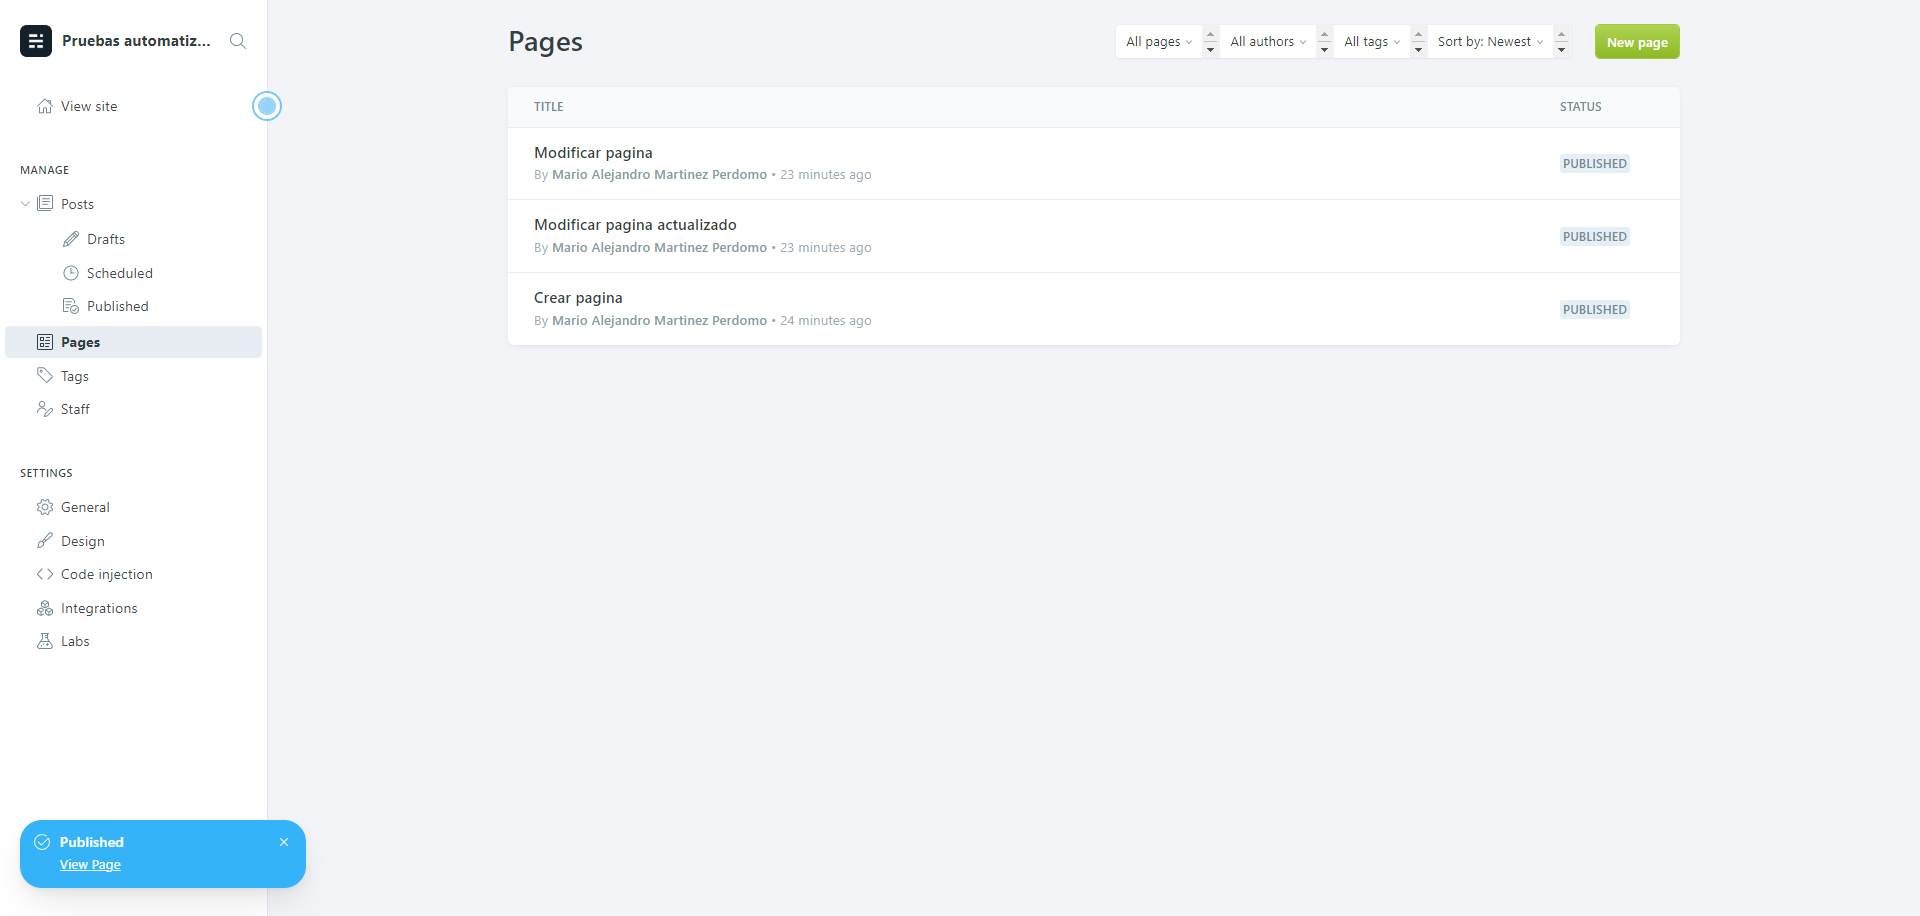 Pruebas automatiz...
View site
MANAGE
Posts
Drafts
Scheduled
Published
Pages
Tags
Staff
SETTINGS
General
Design
Code injection
Integrations
Labs
Published
View Page
Pages
All pages
All authors
All tags
Sort by: Newest
New page
TITLE STATUS
Modificar pagina
By Mario Alejandro Martinez Perdomo • 23 minutes ago
PUBLISHED
Modificar pagina actualizado
By Mario Alejandro Martinez Perdomo • 23 minutes ago
PUBLISHED
Crear pagina
By Mario Alejandro Martinez Perdomo • 24 minutes ago
PUBLISHED